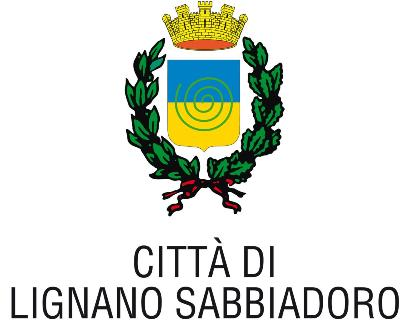 CITTÀ DI
LIGNANO SABBIADORO